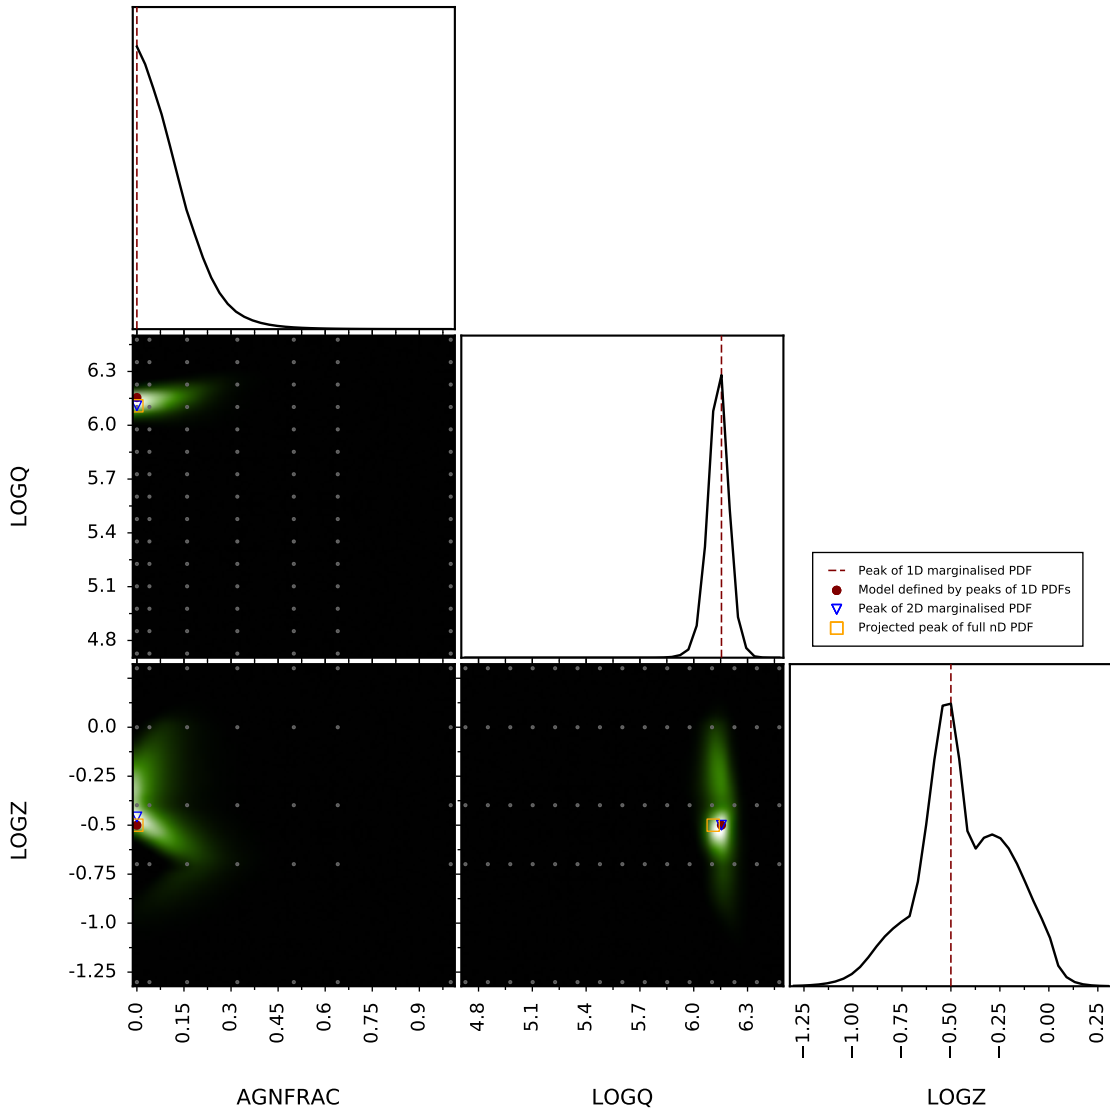 6.3
6.0
5.7
5.4
5.1
4.8
LOGQ
Peak of 1D marginalised PDF
Model defined by peaks of 1D PDFs
Peak of 2D marginalised PDF
Projected peak of full nD PDF
0.0
-0.25
-0.5
-0.75
-1.0
-1.25
LOGZ
0.0 0.15 0.3 0.45 0.6 0.75 0.9
4.8 5.1 5.4 5.7 6.0 6.3
−1.25 −1.00 −0.75 −0.50 −0.25 0.00 0.25
AGNFRAC LOGQ LOGZ